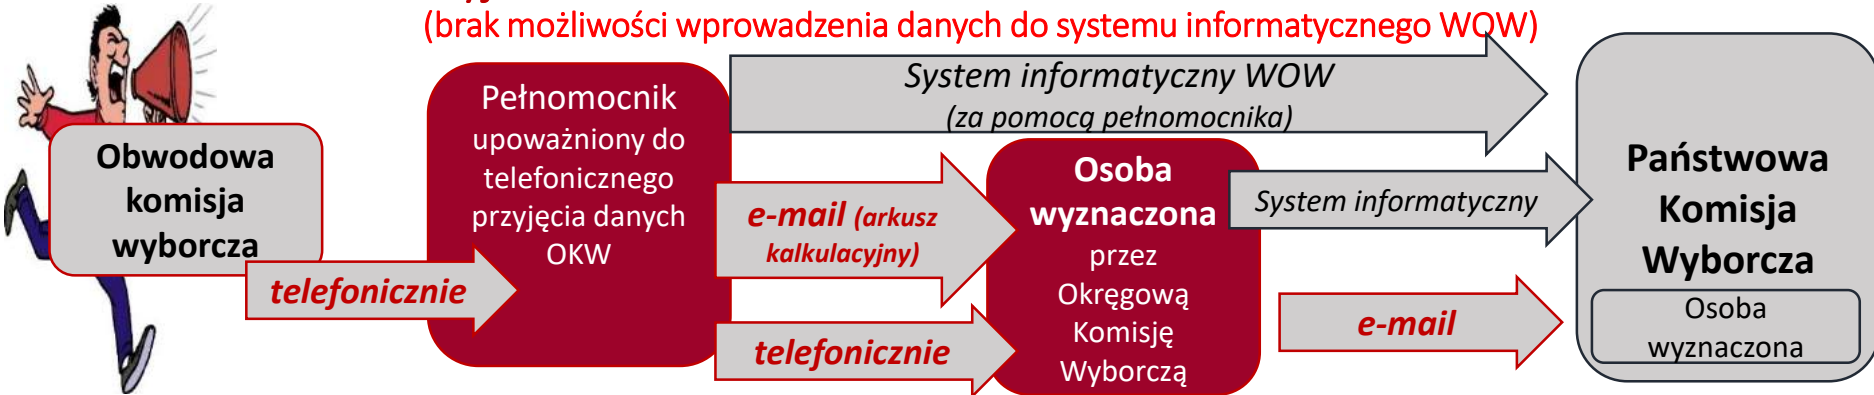 (brak możliwości wprowadzenia danych do systemu informatycznego WOW)
Obwodowa
komisja
wyborcza
telefonicznie
Pełnomocnik
upoważniony do
telefonicznego
przyjęcia danych
OKW
System informatyczny WOW
(za pomocą pełnomocnika)
e-mail (arkusz
kalkulacyjny)
telefonicznie
Osoba
wyznaczona
przez
Okręgową
Komisję
Wyborczą
System informatyczny
e-mail
Państwowa
Komisja
Wyborcza
Osoba
wyznaczona